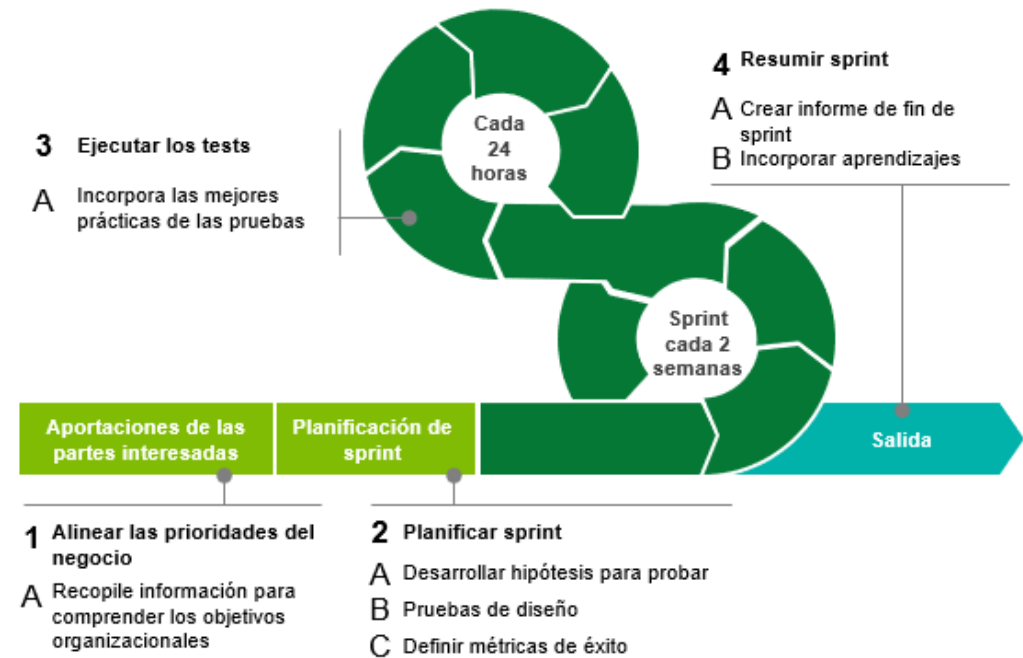 3 Ejecutar los tests
A Incorpora las mejores
prácticas de las pruebas
Cada
24
horas
4 Resumir sprint
A Crear informe de fin de
sprint
B Incorporar aprendizajes
Sprint
cada 2
semanas
Aportaciones de las
partes interesadas
Planificación de
sprint
Salida
1 Alinear las prioridades del
negocio
A Recopile información para
comprender los objetivos
organizacionales
2 Planificar sprint
A Desarrollar hipótesis para probar
B Pruebas de diseño
C Definir métricas de éxito